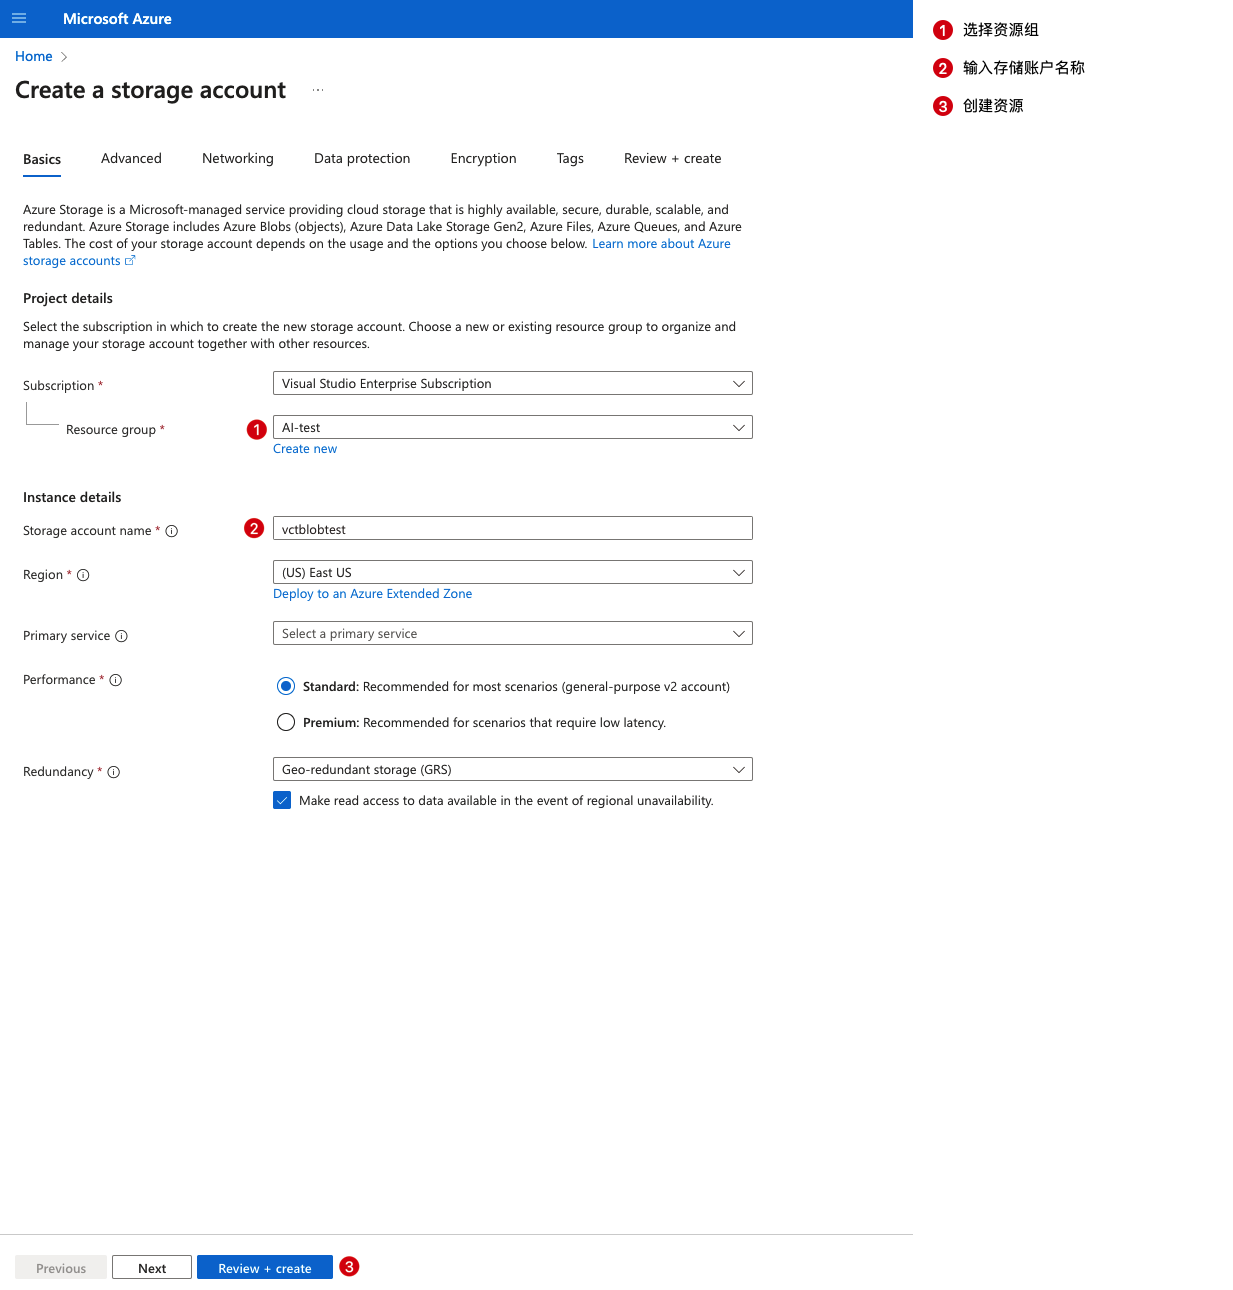 Microsoft Azure
Home
Create a storage account ...
Basics Advanced Networking Data protection Encryption Tags Review + create
Azure Storage is a Microsoft-managed service providing cloud storage that is highly available, secure, durable, scalable, and
redundant. Azure Storage includes Azure Blobs (objects), Azure Data Lake Storage Gen2, Azure Files, Azure Queues, and Azure
Tables. The cost of your storage account depends on the usage and the options you choose below. Learn more about Azure
storage accounts
Project details
Select the subscription in which to create the new storage account. Choose a new or existing resource group to organize and
manage your storage account together with other resources.
Subscription * Visual Studio Enterprise Subscription
Resource group * 1 AI-test
Create new
Instance details
Storage account name * 2 vctblobtest
Region * (US) East US
Deploy to an Azure Extended Zone
Primary service Select a primary service
Performance * Standard: Recommended for most scenarios (general-purpose v2 account)
Premium: Recommended for scenarios that require low latency.
Redundancy * Geo-redundant storage (GRS)
Make read access to data available in the event of regional unavailability.
Previous Next Review + create 3
1 选择资源组
2 输入存储账户名称
3 创建资源